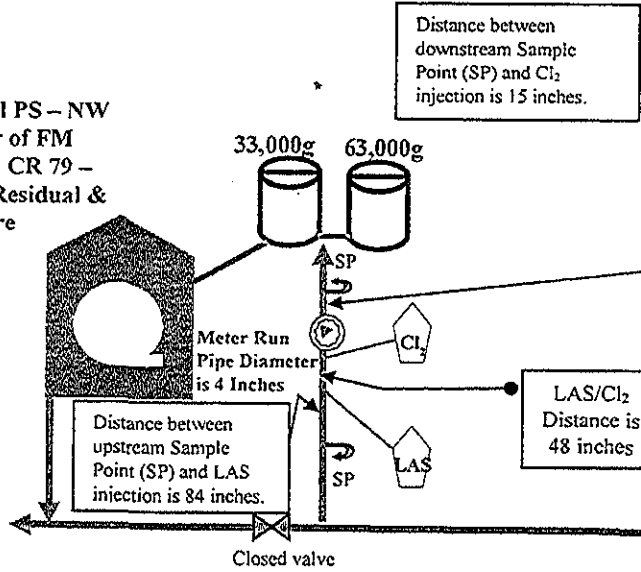 Distance between
downstream Sample
Point (SP) and Cl₂
injection is 15 inches.
l PS – NW
r of FM
CR 79 –
Residual &
re
33,000g 63,000g
SP
Meter Run
Pipe Diameter
is 4 Inches
Cl₂
LAS/Cl₂
Distance is
48 inches
Distance between
upstream Sample
Point (SP) and LAS
injection is 84 inches.
LAS
SP
Closed valve